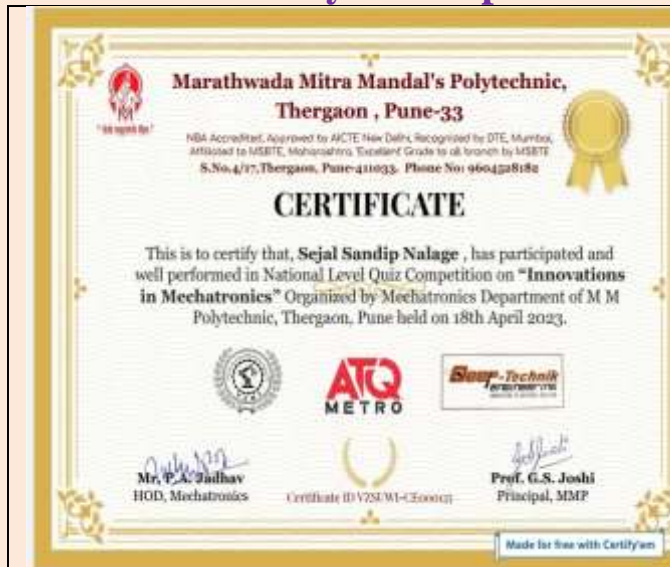 Marathwada Mitra Mandal's Polytechnic,
Thergaon , Pune-33
NBA Accredited, Approved by AICTE New Delhi, Recognized by DTE, Mumbai,
Affiliated to MSBTE, Maharashtra, 'Excellent' Grade to all branch by MSBTE
S.No.4/17,Thergaon, Pune-411033. Phone No: 9604528182
CERTIFICATE
This is to certify that, Sejal Sandip Nalage , has participated and
well performed in National Level Quiz Competition on “Innovations
in Mechatronics” Organized by Mechatronics Department of M M
Polytechnic, Thergaon, Pune held on 18th April 2023.
ATQ
METRO
-Technik
Mr, P.A. Jadhav
Prof. G.S. Joshi
HOD, Mechatronics
Certificate ID
Principal, MMP
Made for free with Certify'em